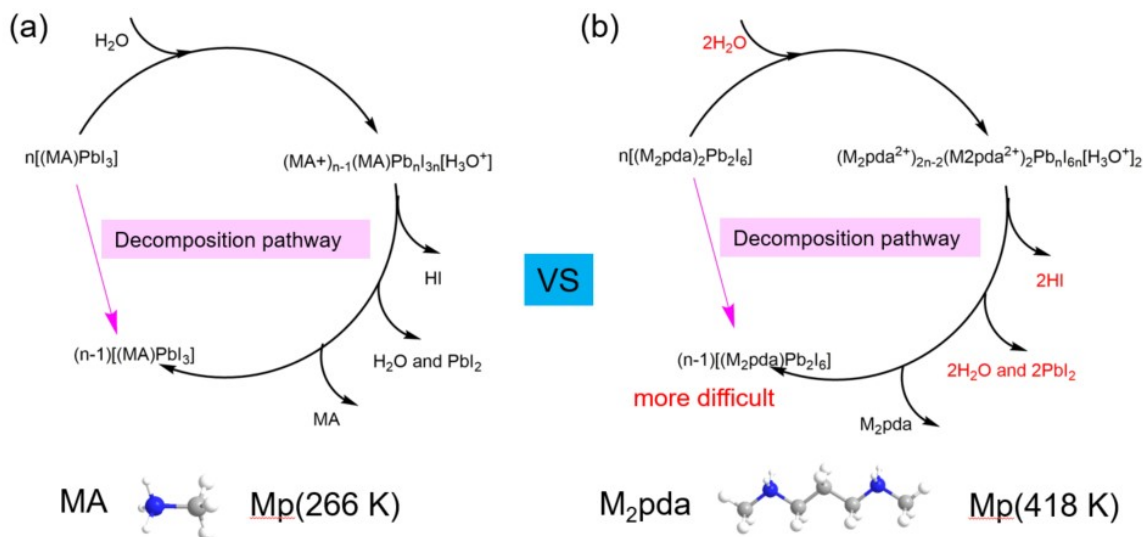 (a)
H₂O
n[(MA)PbI₃]
(MA+)ₙ₋₁(MA)PbₙI₃ₙ[H₃O⁺]
Decomposition pathway
HI
(n-1)[(MA)PbI₃]
H₂O and PbI₂
MA
MA
Mp(266 K)
VS
(b)
2H₂O
n[(M₂pda)₂Pb₂I₆]
(M₂pda²⁺)₂ₙ₋₂(M2pda²⁺)₂PbₙI₆ₙ[H₃O⁺]₂
Decomposition pathway
2HI
(n-1)[(M₂pda)Pb₂I₆]
2H₂O and 2PbI₂
more difficult
M₂pda
M₂pda
Mp(418 K)